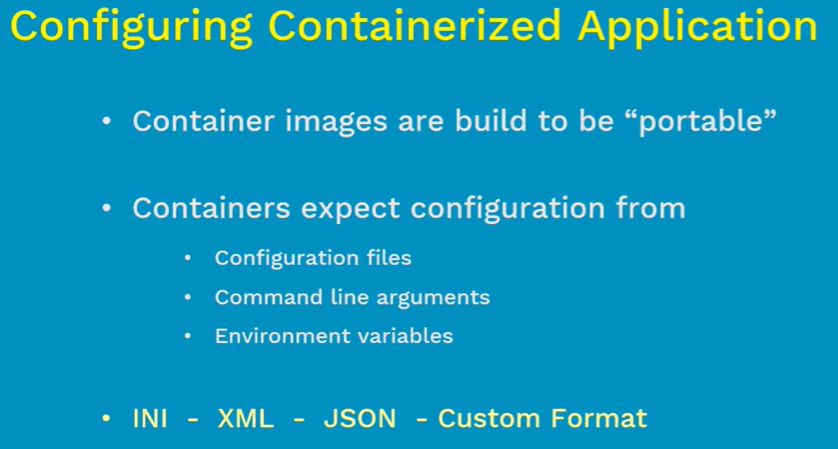 Configuring Containerized Application
• Container images are build to be “portable”
• Containers expect configuration from
• Configuration files
• Command line arguments
• Environment variables
• INI - XML - JSON - Custom Format